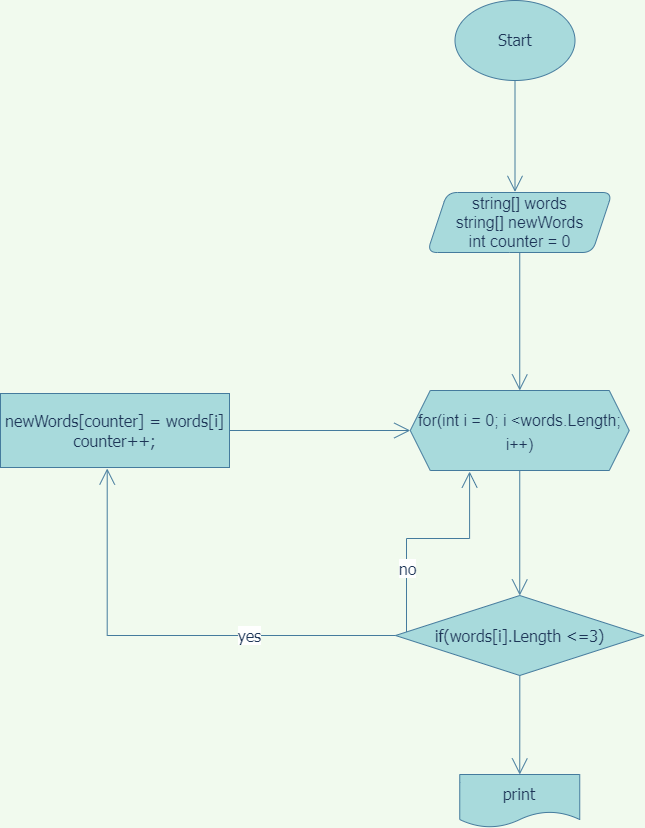 Start
string[] words
string[] newWords
int counter = 0
for(int i = 0; i <words.Length;
i++)
newWords[counter] = words[i]
counter++;
no
yes
if(words[i].Length <=3)
print